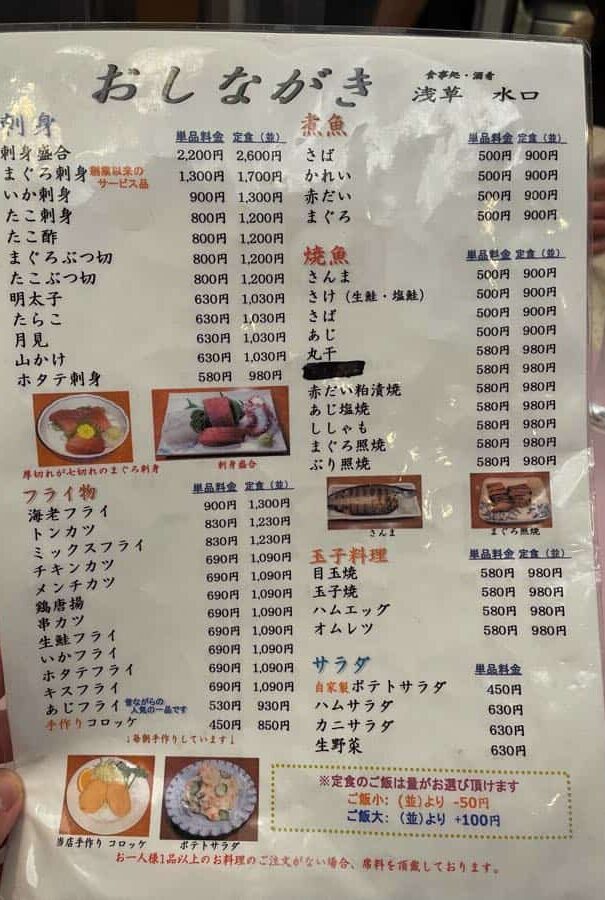 おしながき
食事処・酒肴
浅草 水口
刺身
単品料金 定食(並)
刺身盛合 2,200円 2,600円
まぐろ刺身 創業以来のサービス品 1,300円 1,700円
いか刺身 900円 1,300円
たこ刺身 800円 1,200円
たこ酢 800円 1,200円
まぐろぶつ切 800円 1,200円
たこぶつ切 800円 1,200円
明太子 630円 1,030円
たらこ 630円 1,030円
月見 630円 1,030円
山かけ 630円 1,030円
ホタテ刺身 580円 980円
厚切れが七切れのまぐろ刺身
刺身盛合
フライ物
単品料金 定食(並)
海老フライ 900円 1,300円
トンカツ 830円 1,230円
ミックスフライ 830円 1,230円
チキンカツ 690円 1,090円
メンチカツ 690円 1,090円
鶏唐揚 690円 1,090円
串カツ 690円 1,090円
生鮭フライ 690円 1,090円
いかフライ 690円 1,090円
ホタテフライ 690円 1,090円
キスフライ 690円 1,090円
あじフライ 昔ながらの人気の一品です 530円 930円
手作りコロッケ 450円 850円
↓毎朝手作りしています↓
当店手作り コロッケ
ポテトサラダ
煮魚
単品料金 定食(並)
さば 500円 900円
かれい 500円 900円
赤だい 500円 900円
まぐろ 500円 900円
焼魚
単品料金 定食(並)
さんま 500円 900円
さけ(生鮭・塩鮭) 500円 900円
さば 500円 900円
あじ 500円 900円
丸干 580円 980円
580円 980円
赤だい粕漬焼 580円 980円
あじ塩焼 580円 980円
ししゃも 580円 980円
まぐろ照焼 580円 980円
ぶり照焼 580円 980円
さんま
まぐろ照焼
玉子料理
単品料金 定食(並)
目玉焼 580円 980円
玉子焼 580円 980円
ハムエッグ 580円 980円
オムレツ 580円 980円
サラダ
単品料金
自家製ポテトサラダ 450円
ハムサラダ 630円
カニサラダ 630円
生野菜 630円
※定食のご飯は量がお選び頂けます
ご飯小:(並)より -50円
ご飯大:(並)より +100円
お一人様1品以上のお料理のご注文がない場合、席料を頂戴しております。